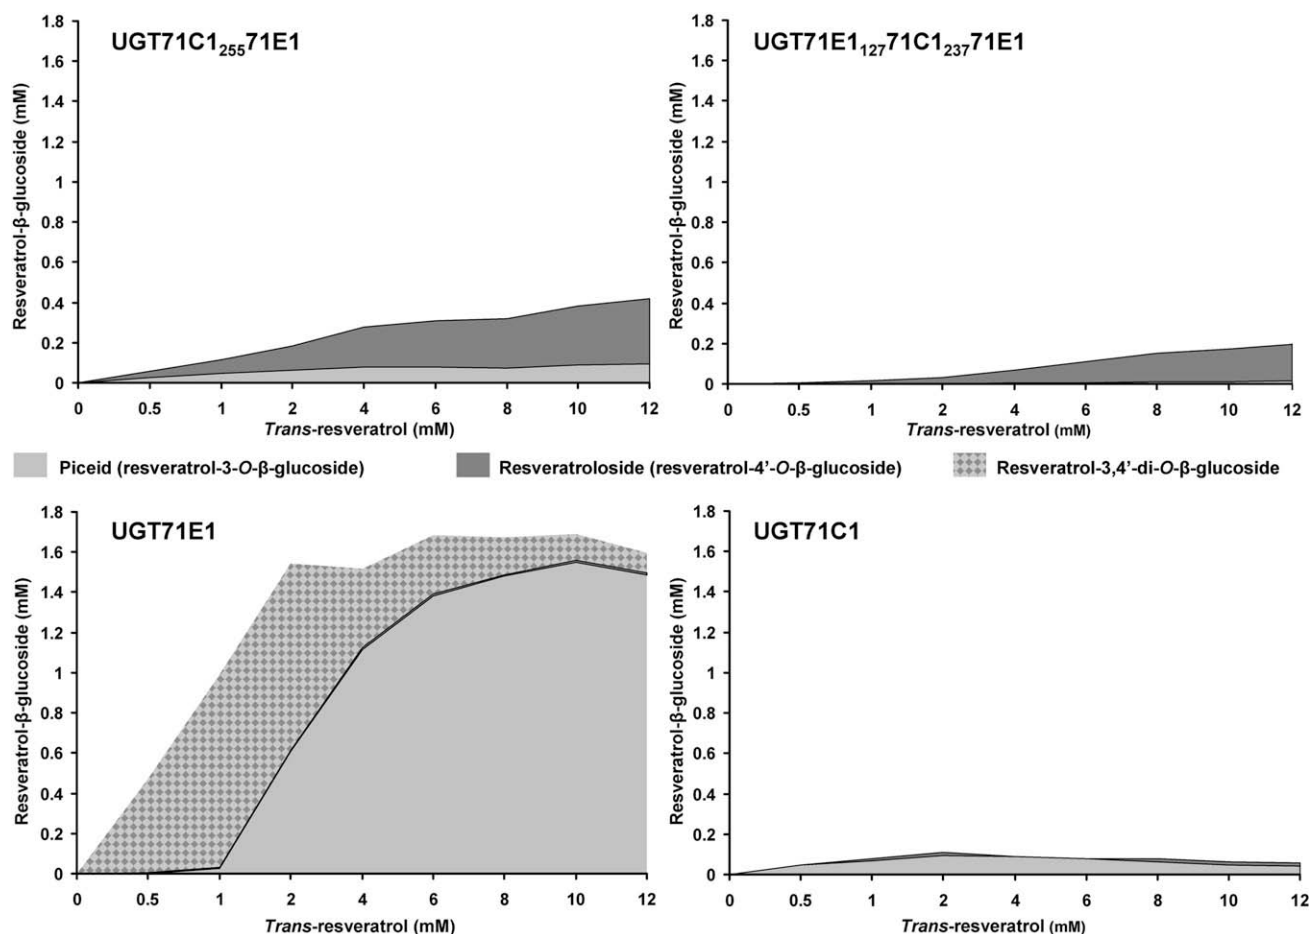 UGT71C1₂₅₅71E1
Resveratrol-β-glucoside (mM)
1.8
1.6
1.4
1.2
1
0.8
0.6
0.4
0.2
0
0 0.5 1 2 4 6 8 10 12
Trans-resveratrol (mM)
UGT71E1₁₂₇71C1₂₃₇71E1
Resveratrol-β-glucoside (mM)
1.8
1.6
1.4
1.2
1
0.8
0.6
0.4
0.2
0
0 0.5 1 2 4 6 8 10 12
Trans-resveratrol (mM)
Piceid (resveratrol-3-O-β-glucoside)
Resveratroloside (resveratrol-4'-O-β-glucoside)
Resveratrol-3,4'-di-O-β-glucoside
UGT71E1
Resveratrol-β-glucoside (mM)
1.8
1.6
1.4
1.2
1
0.8
0.6
0.4
0.2
0
0 0.5 1 2 4 6 8 10 12
Trans-resveratrol (mM)
UGT71C1
Resveratrol-β-glucoside (mM)
1.8
1.6
1.4
1.2
1
0.8
0.6
0.4
0.2
0
0 0.5 1 2 4 6 8 10 12
Trans-resveratrol (mM)